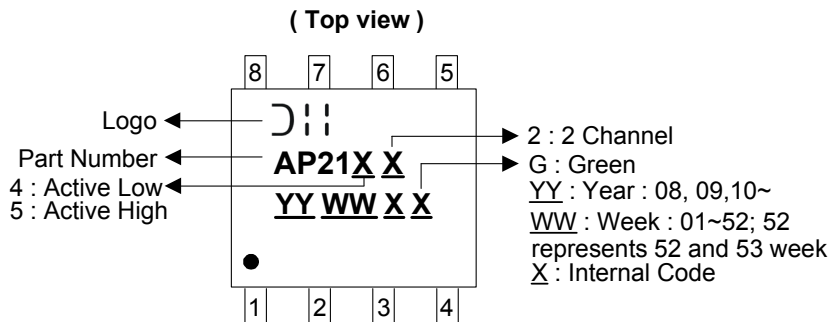 ( Top view )
8 7 6 5
Logo
Part Number
4 : Active Low
5 : Active High
AP21X X
YY WW X X
2 : 2 Channel
G : Green
YY : Year : 08, 09,10~
WW : Week : 01~52; 52
represents 52 and 53 week
X : Internal Code
1 2 3 4